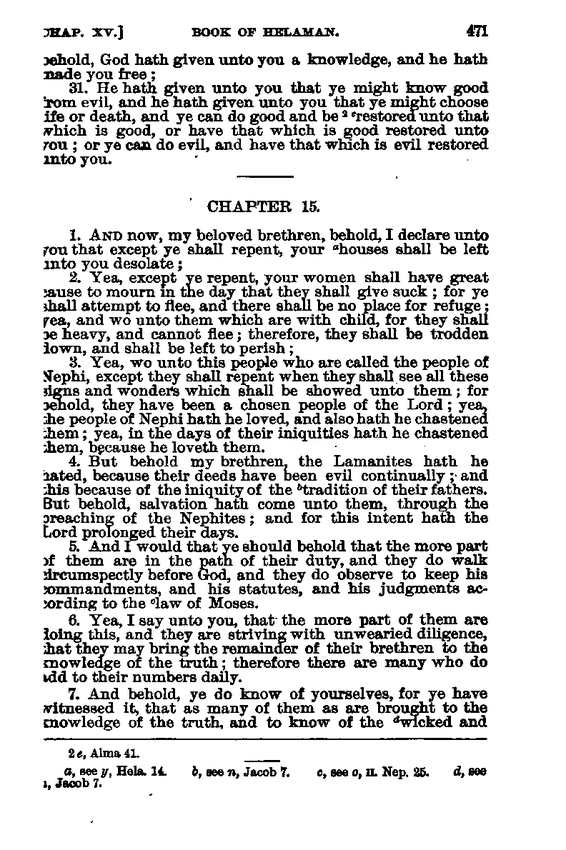 CHAP. XV.] BOOK OF HELAMAN. 471
behold, God hath given unto you a knowledge, and he hath
made you free;
31. He hath given unto you that ye might know good
from evil, and he hath given unto you that ye might choose
life or death, and ye can do good and be ² ᵉrestored unto that
which is good, or have that which is good restored unto
you; or ye can do evil, and have that which is evil restored
unto you.
CHAPTER 15.
1. AND now, my beloved brethren, behold, I declare unto
you that except ye shall repent, your ᵃhouses shall be left
unto you desolate;
2. Yea, except ye repent, your women shall have great
cause to mourn in the day that they shall give suck; for ye
shall attempt to flee, and there shall be no place for refuge;
yea, and wo unto them which are with child, for they shall
be heavy, and cannot flee; therefore, they shall be trodden
down, and shall be left to perish;
3. Yea, wo unto this people who are called the people of
Nephi, except they shall repent when they shall see all these
signs and wonders which shall be showed unto them; for
behold, they have been a chosen people of the Lord; yea,
the people of Nephi hath he loved, and also hath he chastened
them; yea, in the days of their iniquities hath he chastened
them, because he loveth them.
4. But behold my brethren, the Lamanites hath he
hated, because their deeds have been evil continually; and
this because of the iniquity of the ᵇtradition of their fathers.
But behold, salvation hath come unto them, through the
preaching of the Nephites; and for this intent hath the
Lord prolonged their days.
5. And I would that ye should behold that the more part
of them are in the path of their duty, and they do walk
circumspectly before God, and they do observe to keep his
commandments, and his statutes, and his judgments ac-
cording to the ᶜlaw of Moses.
6. Yea, I say unto you, that the more part of them are
doing this, and they are striving with unwearied diligence,
that they may bring the remainder of their brethren to the
knowledge of the truth; therefore there are many who do
add to their numbers daily.
7. And behold, ye do know of yourselves, for ye have
witnessed it, that as many of them as are brought to the
knowledge of the truth, and to know of the ᵈwicked and
2 e, Alma 41.
a, see y, Hela. 14. b, see n, Jacob 7. c, see o, II. Nep. 25. d, see
Jacob 7.